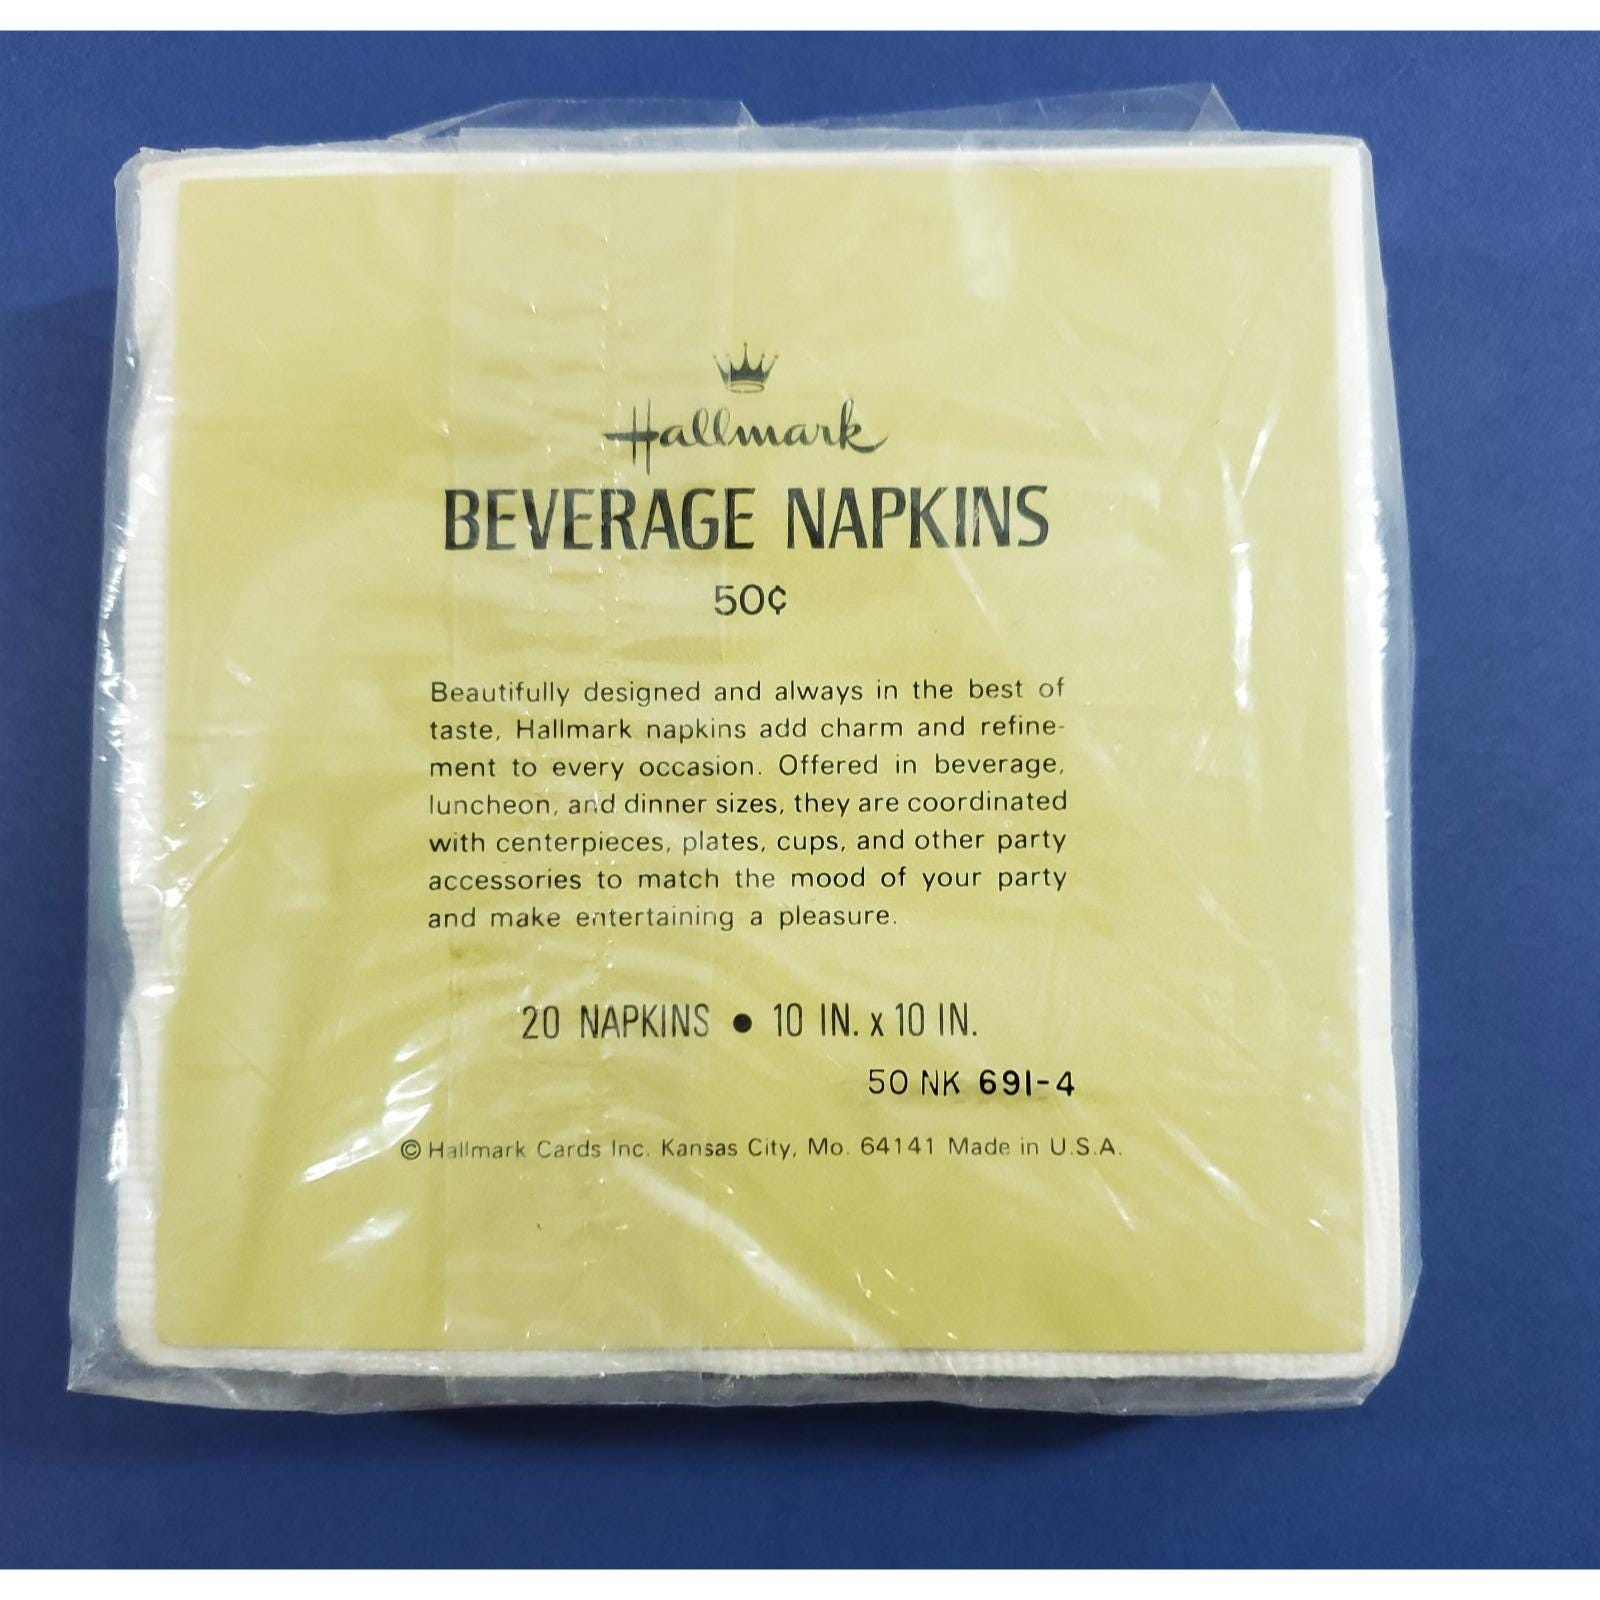 Hallmark
BEVERAGE NAPKINS
50¢
Beautifully designed and always in the best of
taste, Hallmark napkins add charm and refine-
ment to every occasion. Offered in beverage,
luncheon, and dinner sizes, they are coordinated
with centerpieces, plates, cups, and other party
accessories to match the mood of your party
and make entertaining a pleasure.
20 NAPKINS • 10 IN. x 10 IN.
50 NK 691-4
© Hallmark Cards Inc. Kansas City, Mo. 64141 Made in U.S.A.